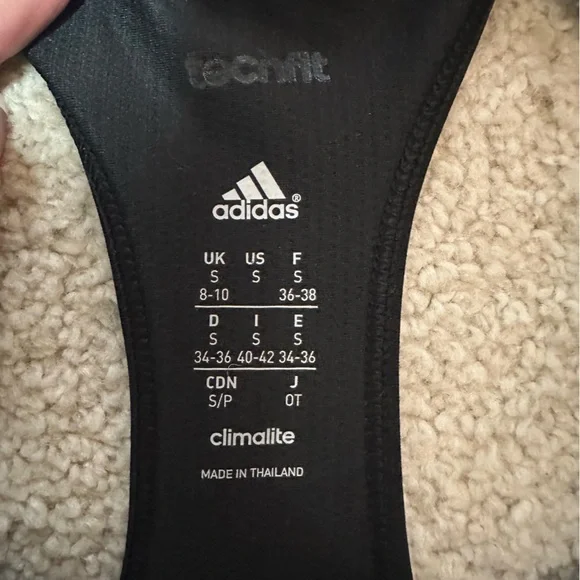 techfit
adidas®
UK US F
S S S
8-10 36-38
D I E
S S S
34-36 40-42 34-36
CDN J
S/P OT
climalite
MADE IN THAILAND